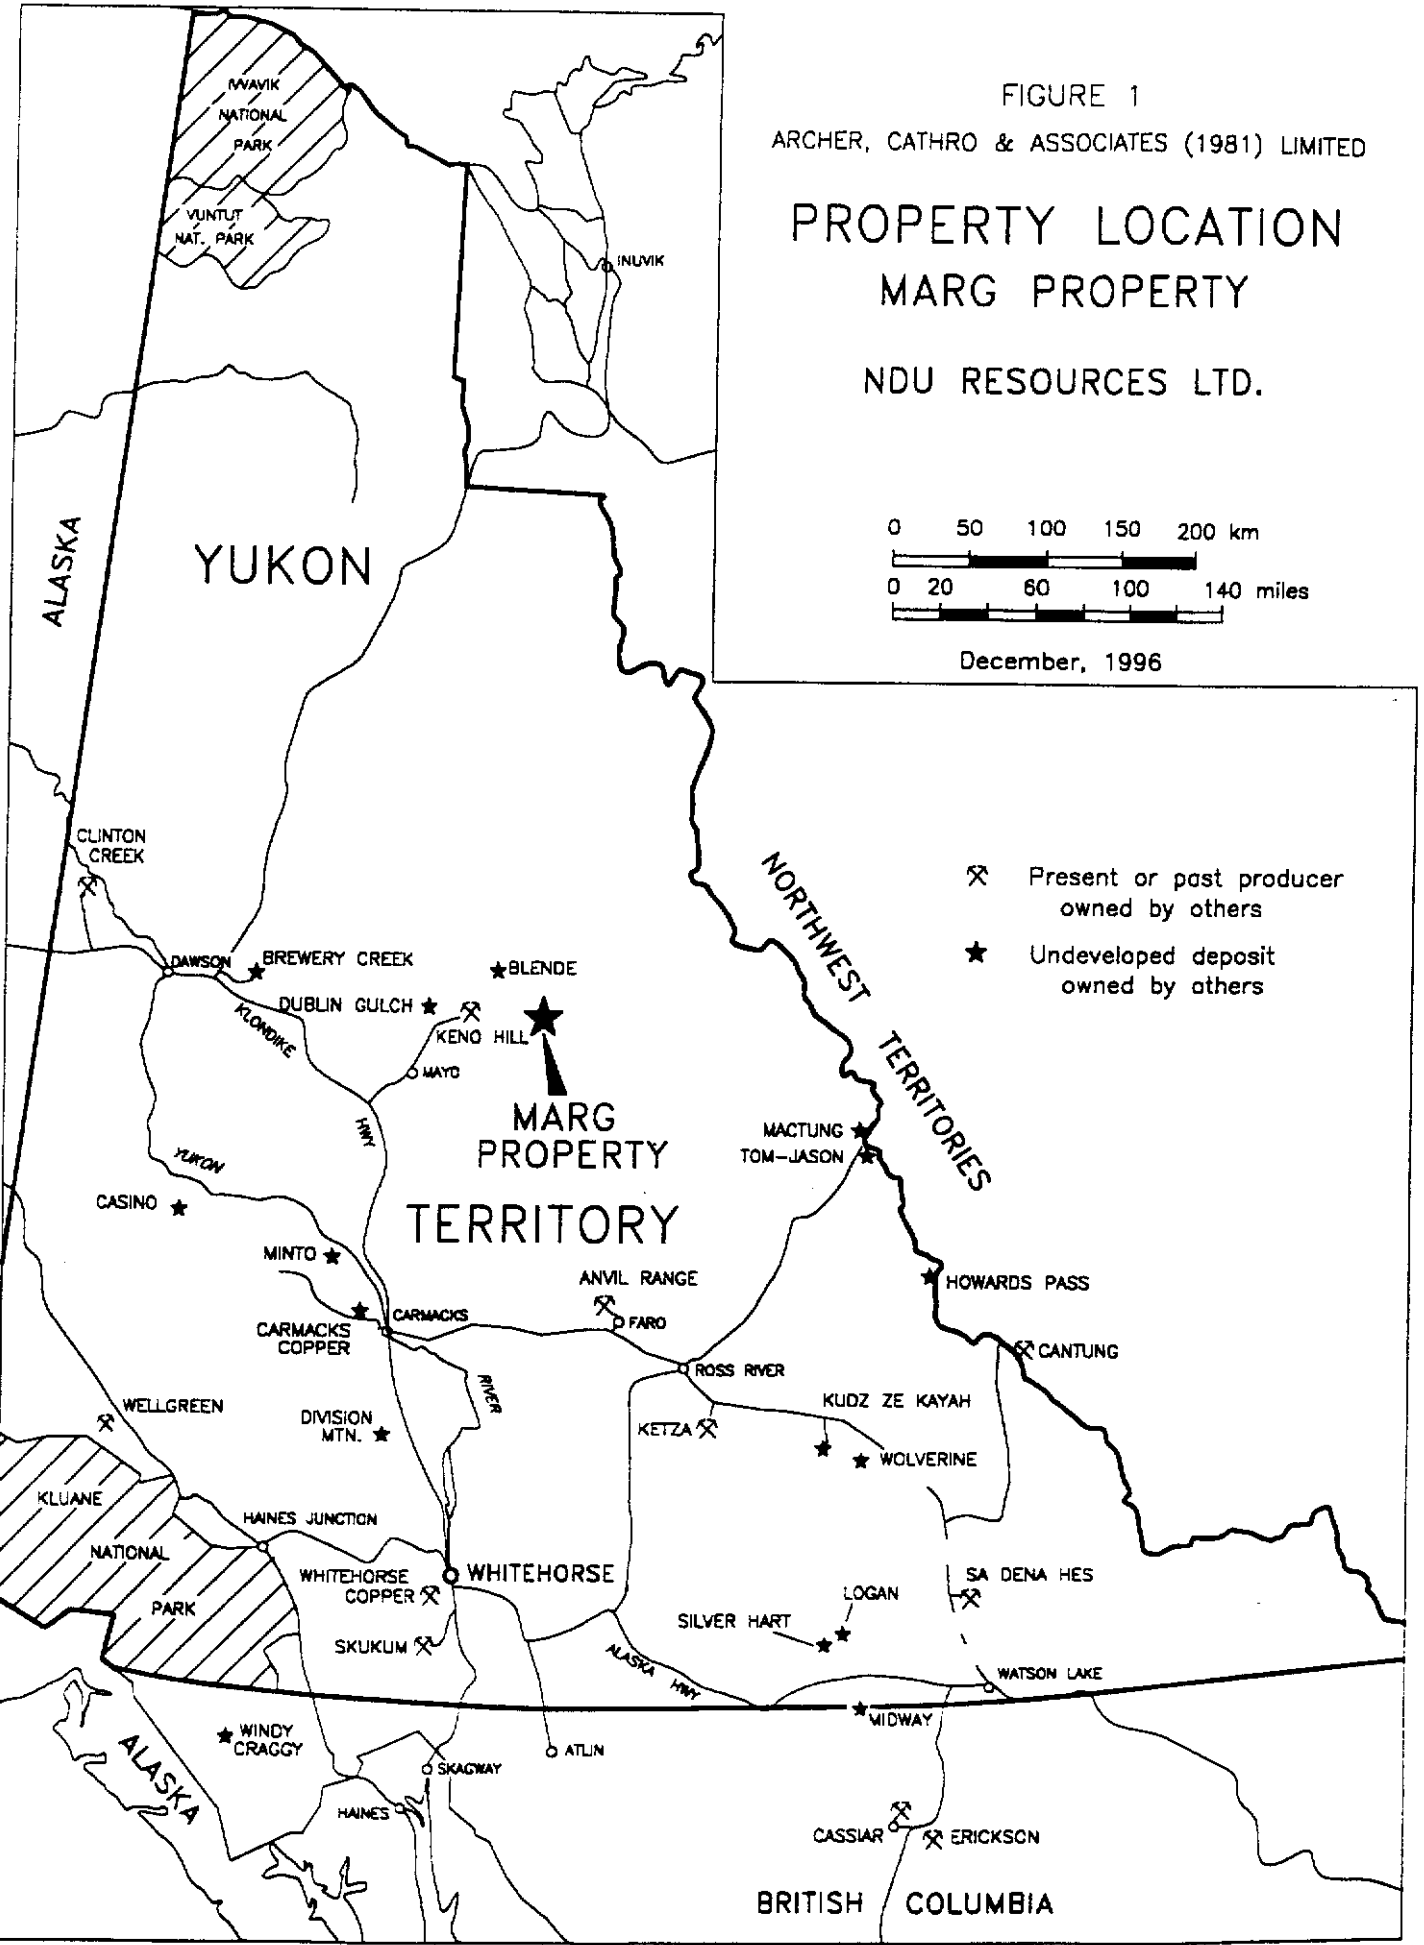 FIGURE 1
ARCHER, CATHRO & ASSOCIATES (1981) LIMITED
PROPERTY LOCATION
MARG PROPERTY
NDU RESOURCES LTD.
0 50 100 150 200 km
0 20 60 100 140 miles
December, 1996
IVVAVIK
NATIONAL
PARK
VUNTUT
NAT. PARK
INUVIK
ALASKA
YUKON
CLINTON
CREEK
NORTHWEST TERRITORIES
Present or past producer
owned by others
Undeveloped deposit
owned by others
DAWSON
BREWERY CREEK
BLENDE
DUBLIN GULCH
KENO HILL
KLONDIKE
HWY
MAYO
MARG
PROPERTY
TERRITORY
MACTUNG
TOM-JASON
YUKON
RIVER
CASINO
MINTO
ANVIL RANGE
HOWARDS PASS
CARMACKS
CARMACKS
COPPER
FARO
CANTUNG
ROSS RIVER
KUDZ ZE KAYAH
WELLGREEN
DIVISION
MTN.
KETZA
WOLVERINE
KLUANE
NATIONAL
PARK
HAINES JUNCTION
WHITEHORSE
WHITEHORSE
COPPER
SA DENA HES
LOGAN
SILVER HART
SKUKUM
ALASKA
HWY
WATSON LAKE
MIDWAY
WINDY
CRAGGY
ALASKA
ATLIN
SKAGWAY
HAINES
CASSIAR
ERICKSON
BRITISH COLUMBIA